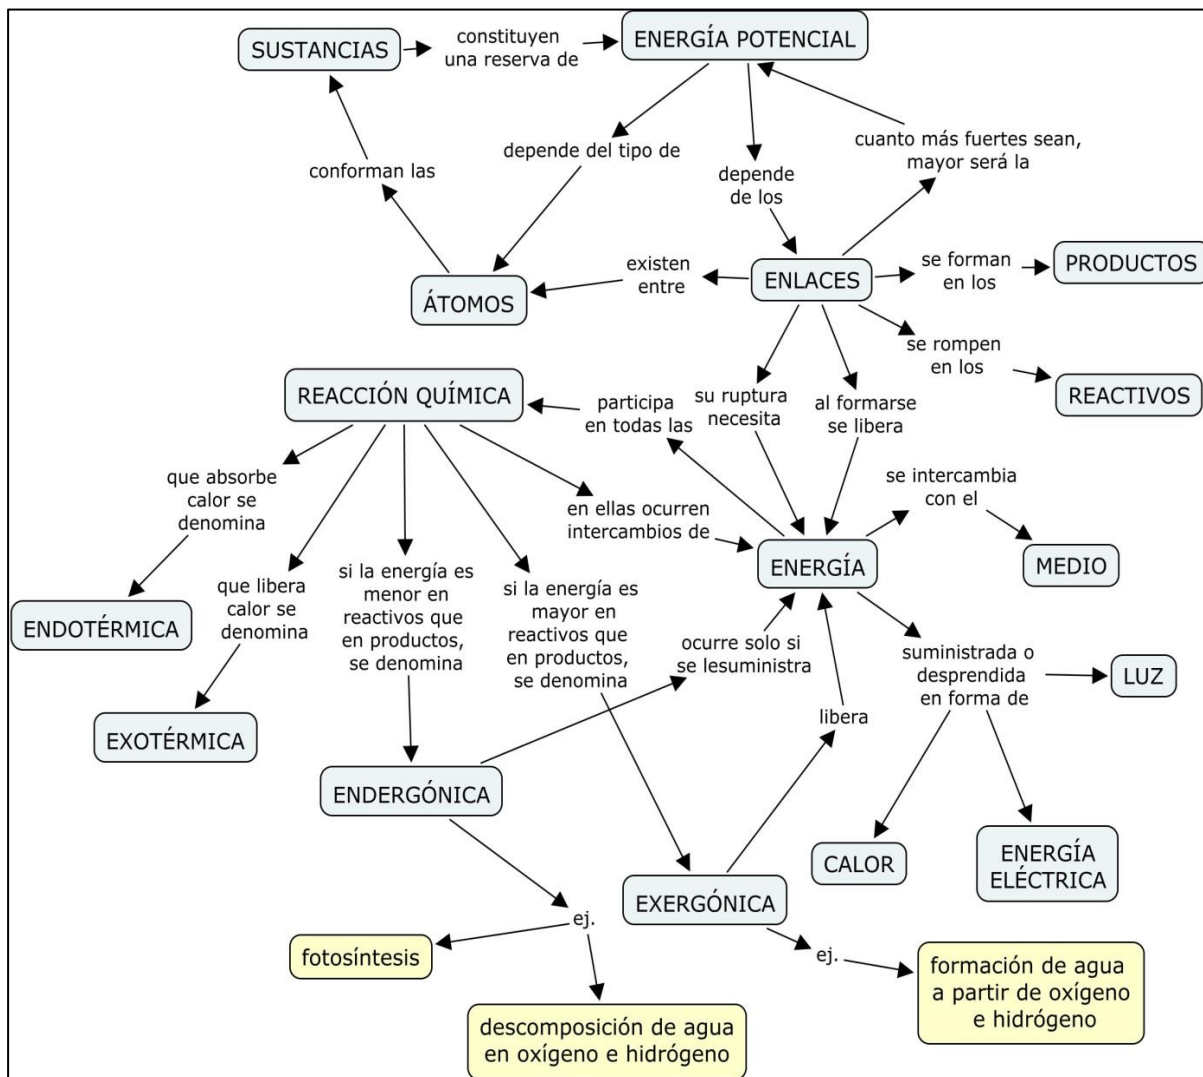 SUSTANCIAS
constituyen
una reserva de
ENERGÍA POTENCIAL
conforman las
depende del tipo de
depende
de los
cuanto más fuertes sean,
mayor será la
ÁTOMOS
existen
entre
ENLACES
se forman
en los
PRODUCTOS
se rompen
en los
REACTIVOS
REACCIÓN QUÍMICA
participa
en todas las
su ruptura
necesita
al formarse
se libera
que absorbe
calor se
denomina
en ellas ocurren
intercambios de
se intercambia
con el
ENERGÍA
MEDIO
ENDOTÉRMICA
que libera
calor se
denomina
si la energía es
menor en
reactivos que
en productos,
se denomina
si la energía es
mayor en
reactivos que
en productos,
se denomina
ocurre solo si
se lesuministra
suministrada o
desprendida
en forma de
LUZ
EXOTÉRMICA
libera
ENDERGÓNICA
CALOR
ENERGÍA
ELÉCTRICA
EXERGÓNICA
ej.
fotosíntesis
descomposición de agua
en oxígeno e hidrógeno
ej.
formación de agua
a partir de oxígeno
e hidrógeno